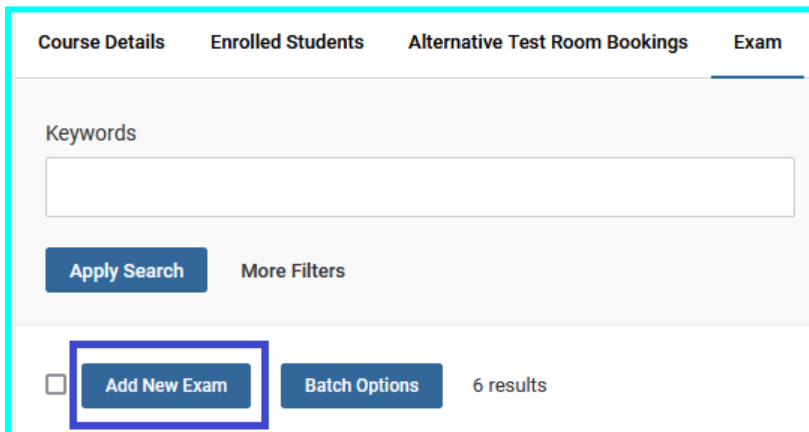 Course Details Enrolled Students Alternative Test Room Bookings Exam
Keywords
Apply Search More Filters
Add New Exam Batch Options 6 results